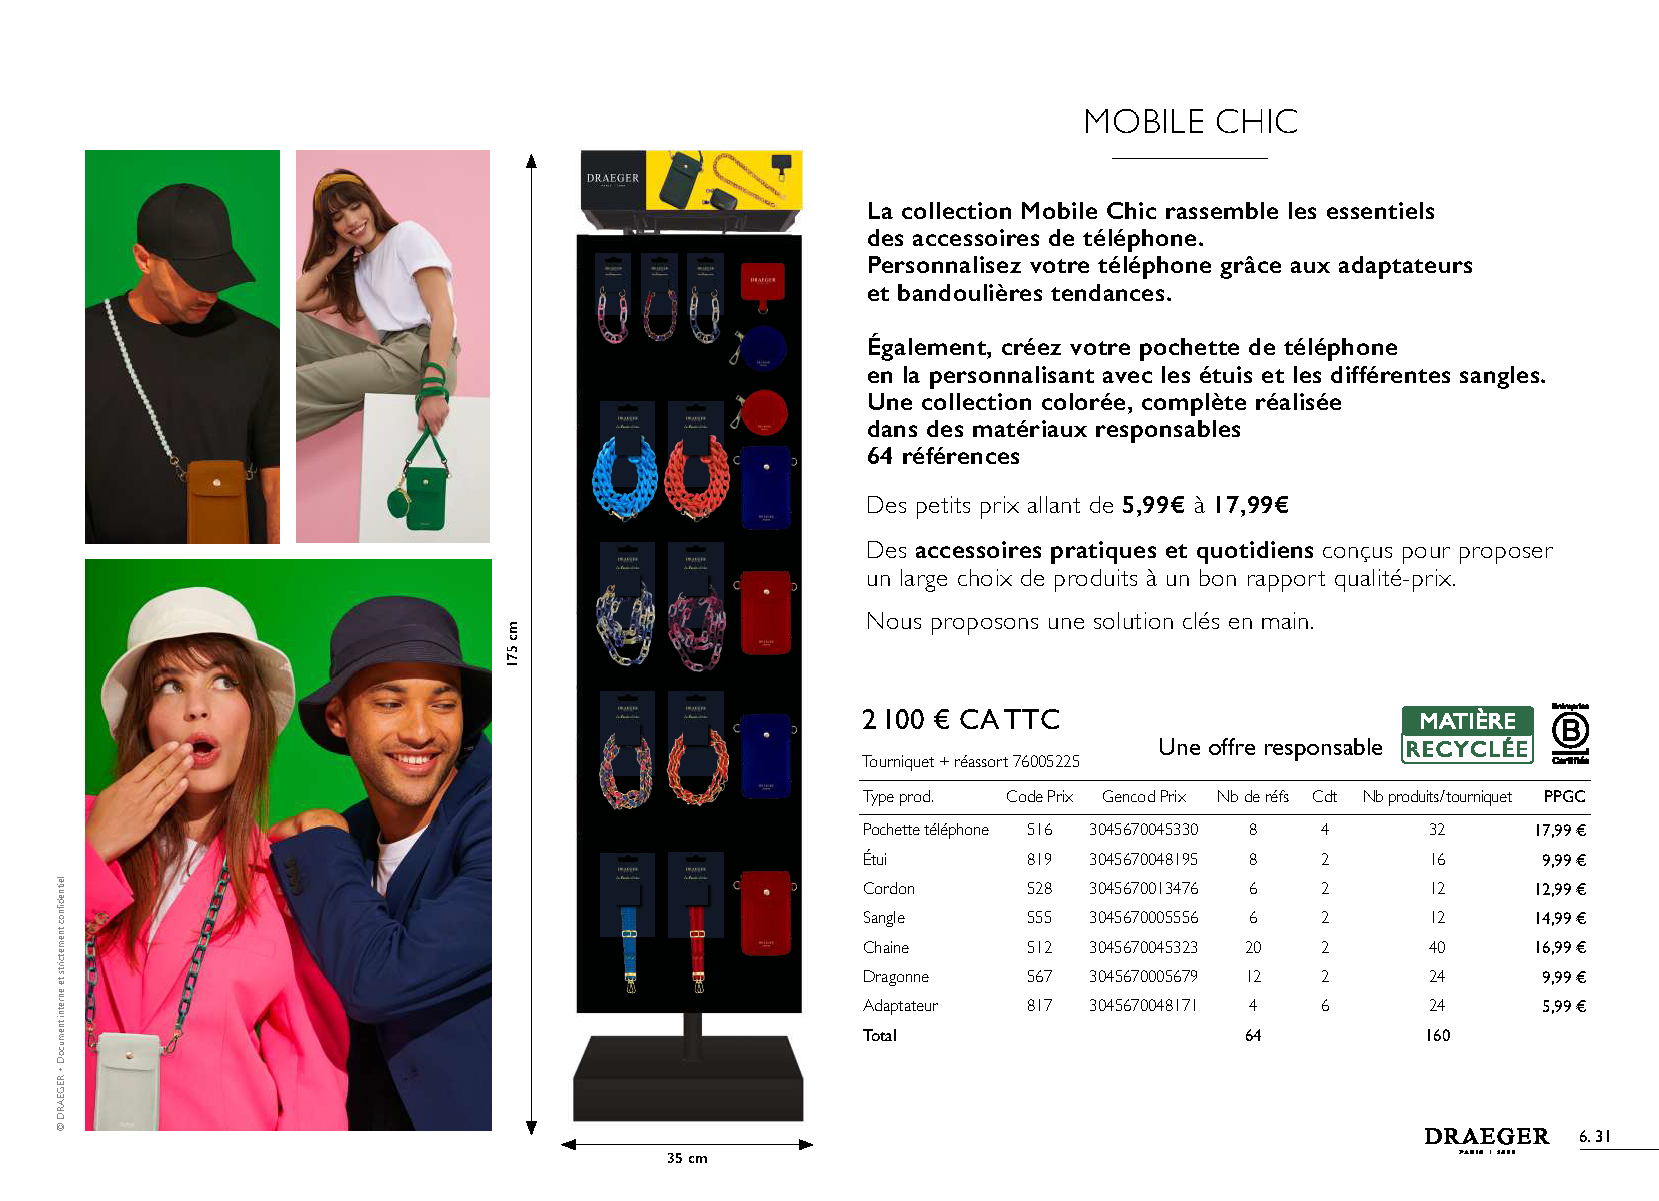 MOBILE CHIC
La collection Mobile Chic rassemble les essentiels
des accessoires de téléphone.
Personnalisez votre téléphone grâce aux adaptateurs
et bandoulières tendances.
Également, créez votre pochette de téléphone
en la personnalisant avec les étuis et les différentes sangles.
Une collection colorée, complète réalisée
dans des matériaux responsables
64 références
Des petits prix allant de 5,99€ à 17,99€
Des accessoires pratiques et quotidiens conçus pour proposer
un large choix de produits à un bon rapport qualité-prix.
Nous proposons une solution clés en main.
2 100 € CA TTC
Tourniquet + réassort 76005225
Une offre responsable
MATIÈRE
RECYCLÉE
Entreprise
B
Certifiée
Type prod. Code Prix Gencod Prix Nb de réfs Cdt Nb produits/tourniquet PPGC
Pochette téléphone 516 3045670045330 8 4 32 17,99 €
Étui 819 3045670048195 8 2 16 9,99 €
Cordon 528 3045670013476 6 2 12 12,99 €
Sangle 555 3045670005556 6 2 12 14,99 €
Chaine 512 3045670045323 20 2 40 16,99 €
Dragonne 567 3045670005679 12 2 24 9,99 €
Adaptateur 817 3045670048171 4 6 24 5,99 €
Total 64 160
175 cm
35 cm
DRAEGER
DRAEGER
DRAEGER
DRAEGER
DRAEGER
DRAEGER
© DRAEGER • Document interne et strictement confidentiel
DRAEGER
6. 31